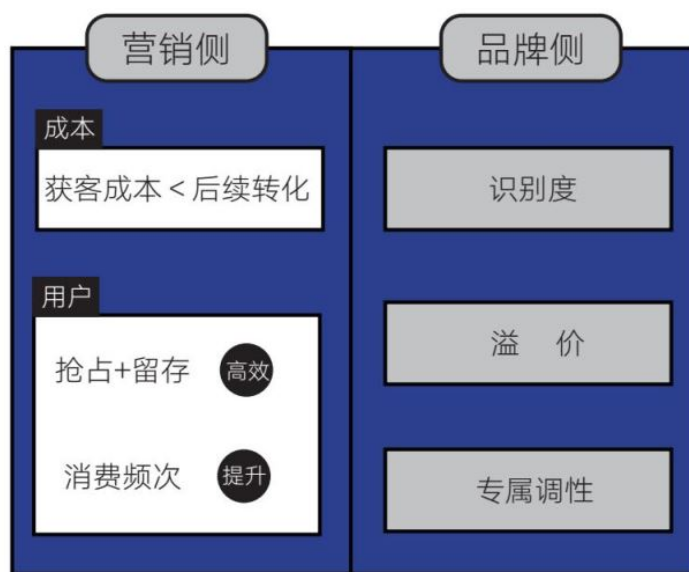 营销侧
成本
获客成本 < 后续转化
用户
抢占+留存 高效
消费频次 提升
品牌侧
识别度
溢 价
专属调性